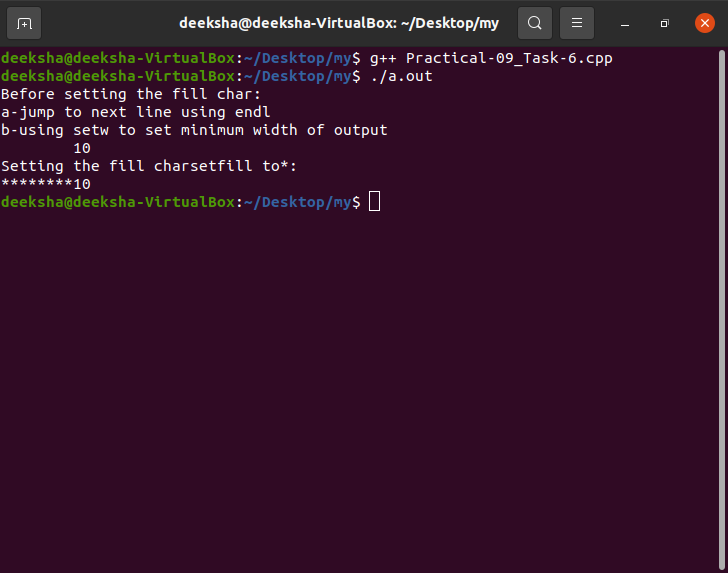 deeksha@deeksha-VirtualBox: ~/Desktop/my
deeksha@deeksha-VirtualBox:~/Desktop/my$ g++ Practical-09_Task-6.cpp
deeksha@deeksha-VirtualBox:~/Desktop/my$ ./a.out
Before setting the fill char:
a-jump to next line using endl
b-using setw to set minimum width of output
        10
Setting the fill charsetfill to*:
********10
deeksha@deeksha-VirtualBox:~/Desktop/my$